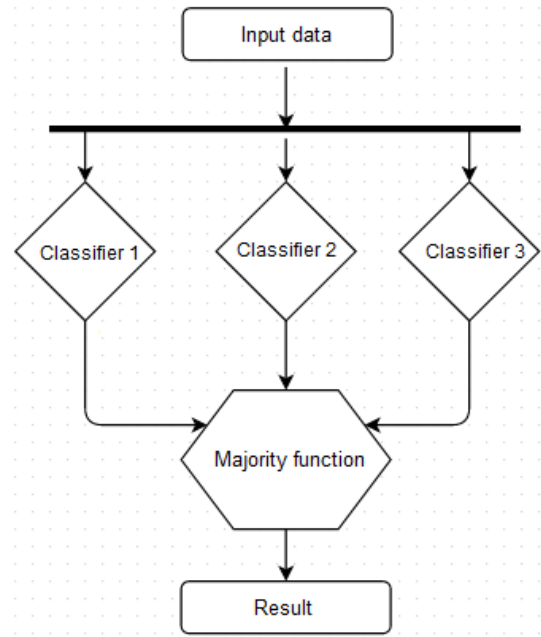 Input data
Classifier 1
Classifier 2
Classifier 3
Majority function
Result